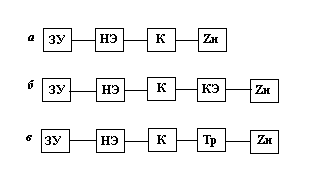 а ЗУ НЭ К Zн
б ЗУ НЭ К КЭ Zн
в ЗУ НЭ К Тр Zн